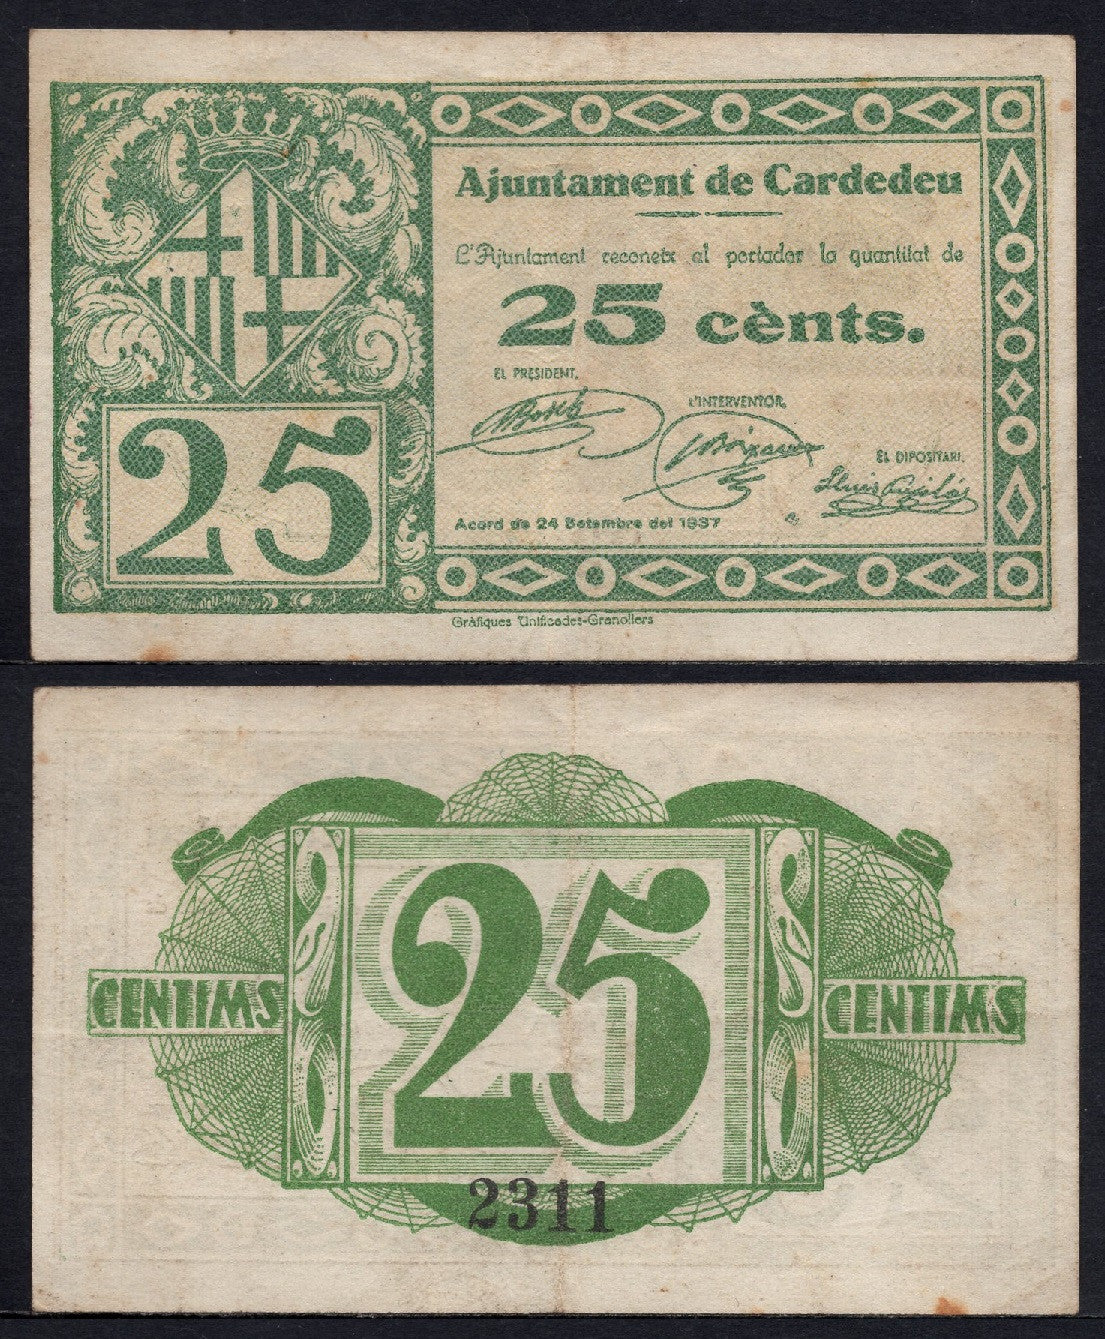 25
Ajuntament de Cardedeu
L'Ajuntament reconeix al portador la quantitat de
25 cènts.
EL PRESIDENT,
L'INTERVENTOR,
EL DIPOSITARI,
Acord de 24 Setembre del 1937
Gràfiques Unificades-Granollers
25
CENTIMS
CENTIMS
2311